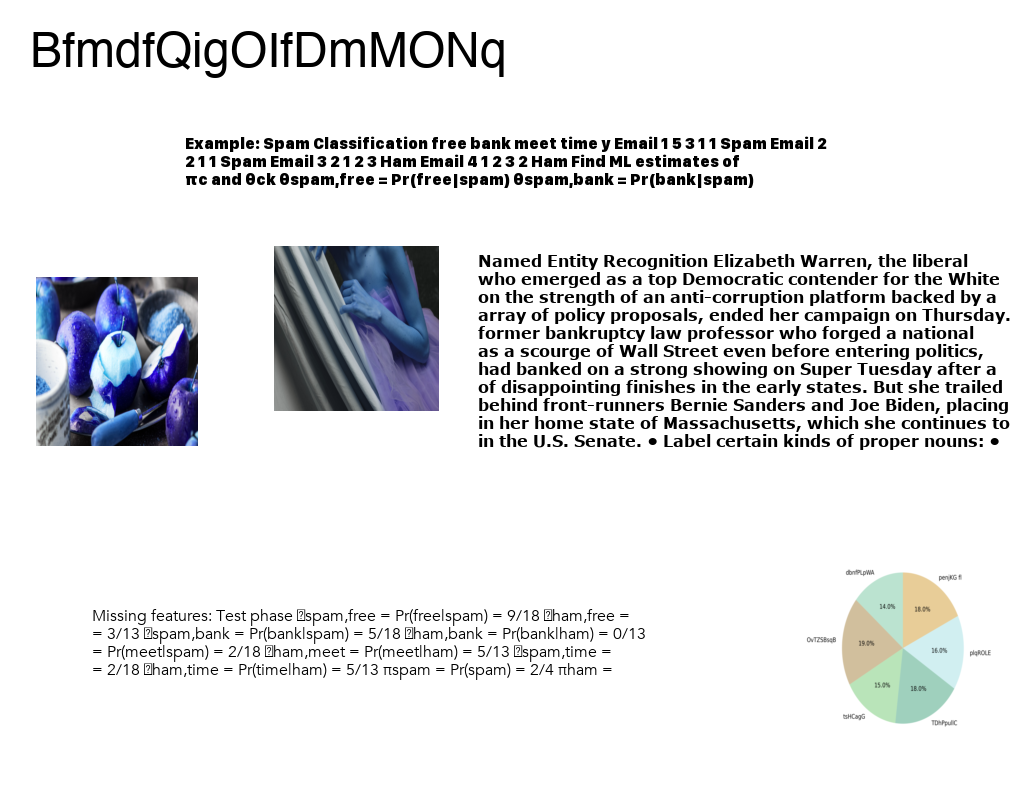 BfmdfQigOIfDmMONq
Example: Spam Classification free bank meet time y Email 1 5 3 1 1 Spam Email 2
2 1 1 Spam Email 3 2 1 2 3 Ham Email 4 1 2 3 2 Ham Find ML estimates of
πc and θck θspam,free = Pr(free|spam) θspam,bank = Pr(bank|spam)
Named Entity Recognition Elizabeth Warren, the liberal
who emerged as a top Democratic contender for the White
on the strength of an anti-corruption platform backed by a
array of policy proposals, ended her campaign on Thursday.
former bankruptcy law professor who forged a national
as a scourge of Wall Street even before entering politics,
had banked on a strong showing on Super Tuesday after a
of disappointing finishes in the early states. But she trailed
behind front-runners Bernie Sanders and Joe Biden, placing
in her home state of Massachusetts, which she continues to
in the U.S. Senate. • Label certain kinds of proper nouns: •
Missing features: Test phase spam,free = Pr(free|spam) = 9/18 ham,free =
= 3/13 spam,bank = Pr(bank|spam) = 5/18 ham,bank = Pr(bank|ham) = 0/13
= Pr(meet|spam) = 2/18 ham,meet = Pr(meet|ham) = 5/13 spam,time =
= 2/18 ham,time = Pr(time|ham) = 5/13 πspam = Pr(spam) = 2/4 πham =
penjKG fl
18.0%
dbnfPLpWA
14.0%
OvTZSBsqB
19.0%
16.0%
plqROLE
15.0%
18.0%
tsHCagG